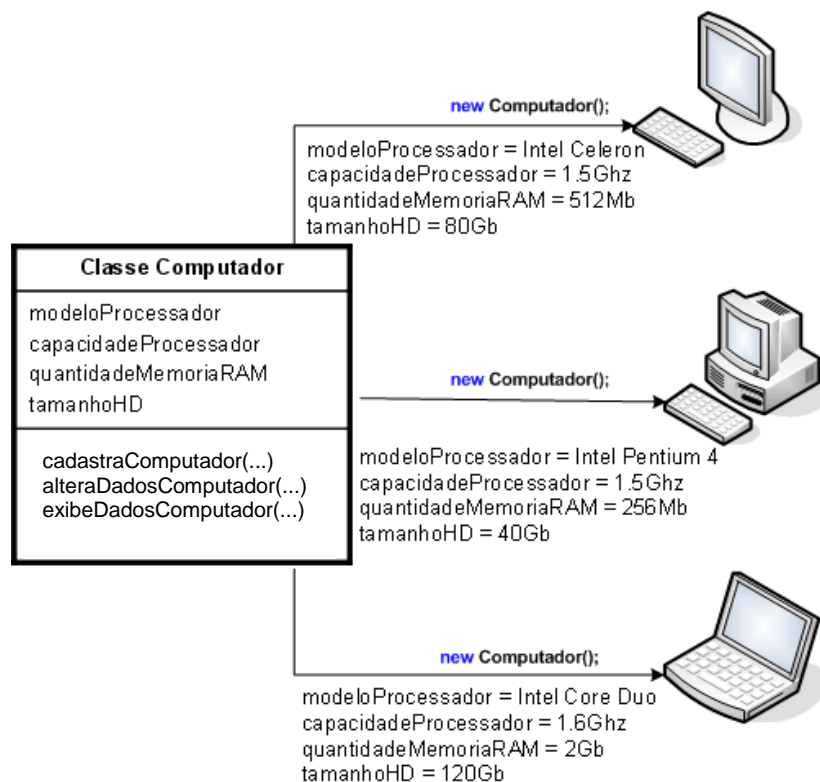 new Computador();
modeloProcessador = Intel Celeron
capacidadeProcessador = 1.5Ghz
quantidadeMemoriaRAM = 512Mb
tamanhoHD = 80Gb
Classe Computador
modeloProcessador
capacidadeProcessador
quantidadeMemoriaRAM
tamanhoHD
cadastraComputador(...)
alteraDadosComputador(...)
exibeDadosComputador(...)
new Computador();
modeloProcessador = Intel Pentium 4
capacidadeProcessador = 1.5Ghz
quantidadeMemoriaRAM = 256Mb
tamanhoHD = 40Gb
new Computador();
modeloProcessador = Intel Core Duo
capacidadeProcessador = 1.6Ghz
quantidadeMemoriaRAM = 2Gb
tamanhoHD = 120Gb